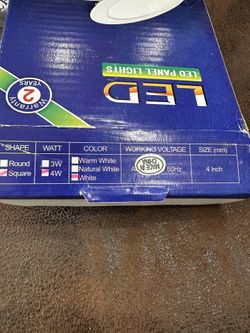 LED
LED PANEL LIGHTS
2
YEARS
Warranty
SHAPE WATT COLOR WORKING VOLTAGE SIZE (mm)
Round 3W Warm White
Square 4W Natural White MADE IN CHINA 50Hz 4 Inch
White